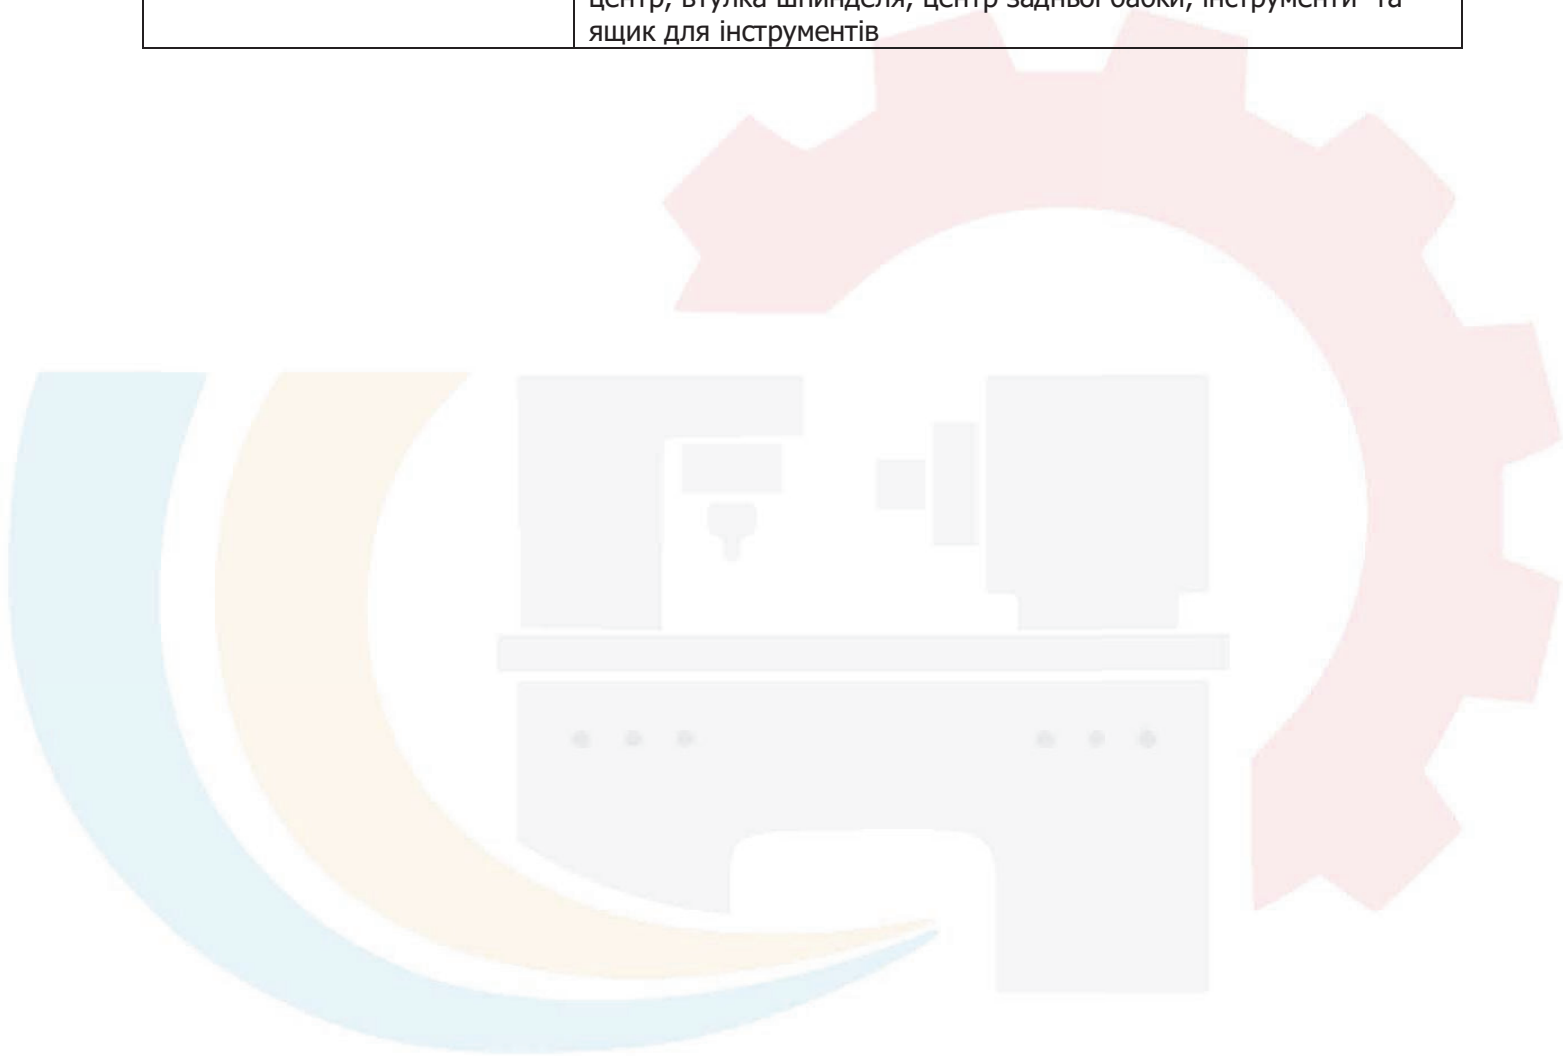 центр, втулка шпинделя, центр задньої бабки, інструменти та
ящик для інструментів